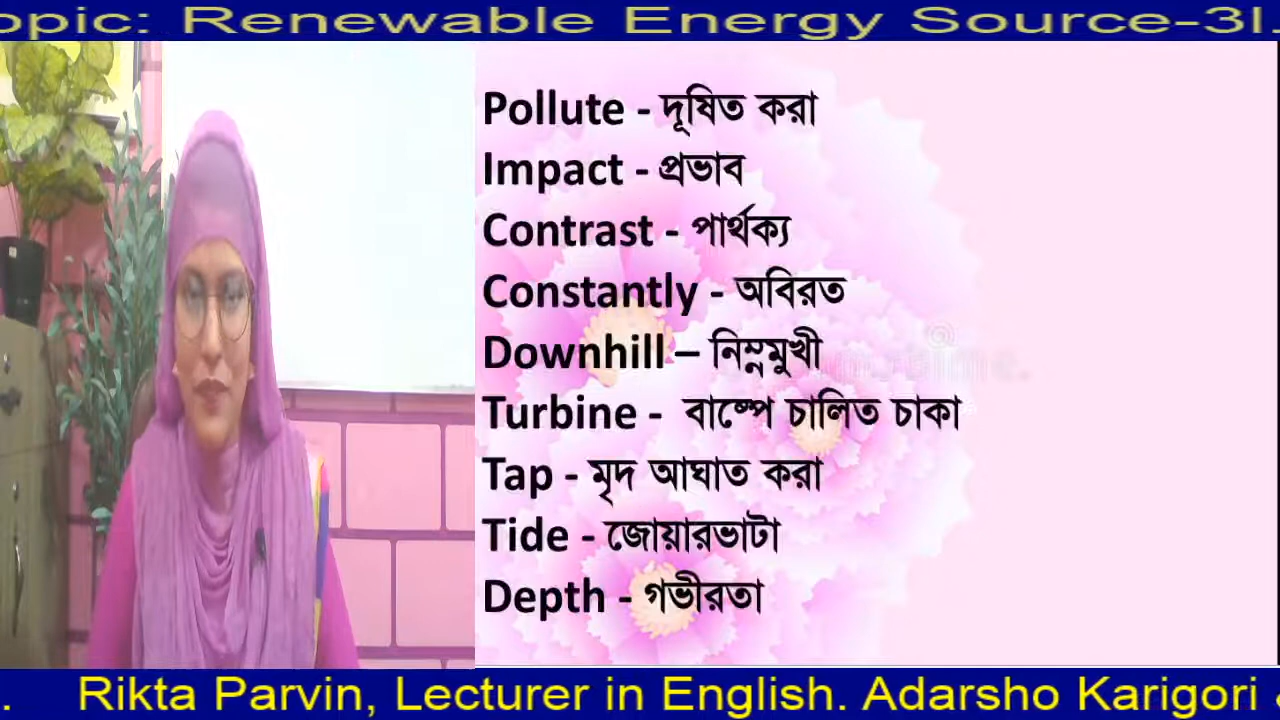 opic: Renewable Energy Source-3I.
Pollute - দূষিত করা
Impact - প্রভাব
Contrast - পার্থক্য
Constantly - অবিরত
Downhill – নিম্নমুখী
Turbine - বাষ্পে চালিত চাকা
Tap - মৃদ আঘাত করা
Tide - জোয়ারভাটা
Depth - গভীরতা
. Rikta Parvin, Lecturer in English. Adarsho Karigori